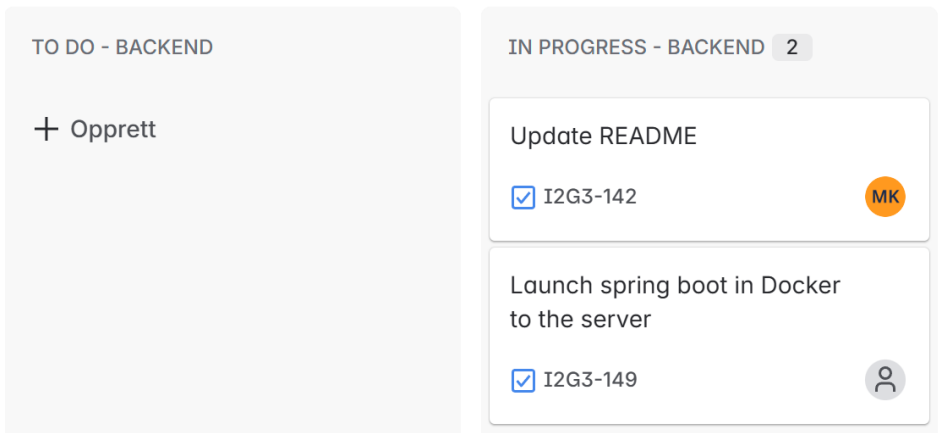 TO DO - BACKEND
Opprett
IN PROGRESS - BACKEND 2
Update README
I2G3-142
MK
Launch spring boot in Docker
to the server
I2G3-149